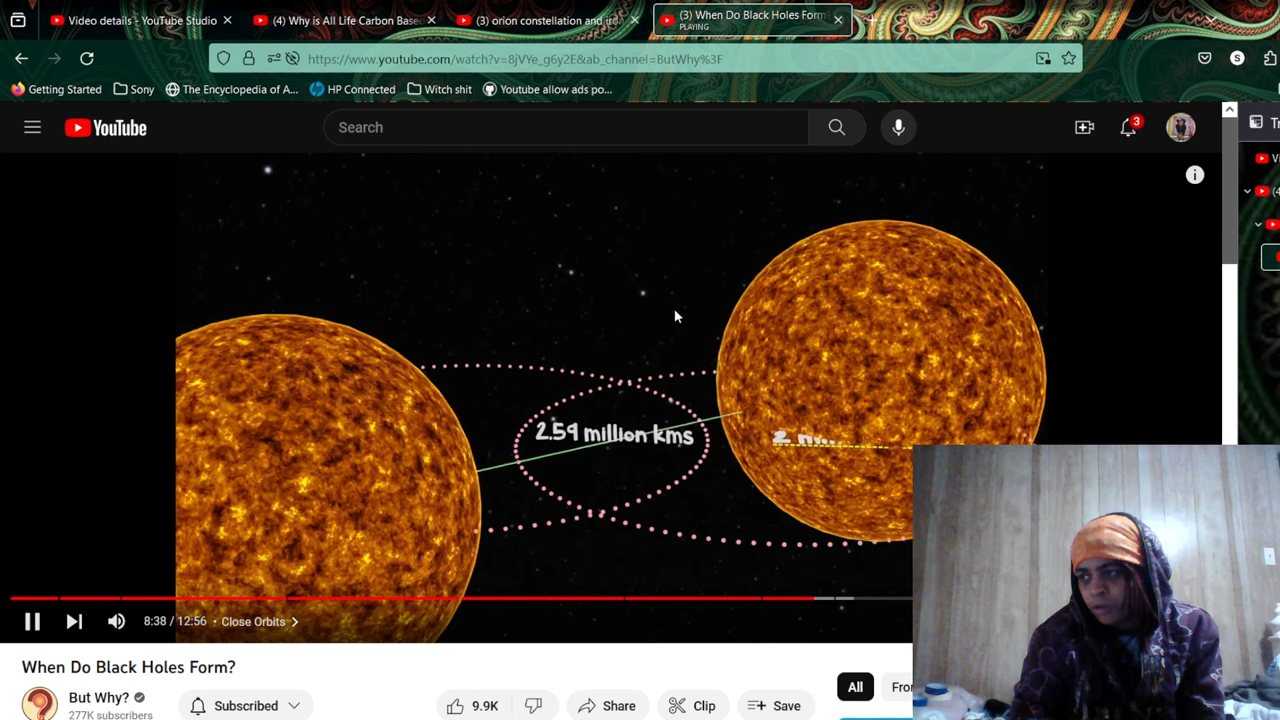 Video details - YouTube Studio
(4) Why is All Life Carbon Based
(3) orion constellation and iro
(3) When Do Black Holes Form
PLAYING
https://www.youtube.com/watch?v=8jVYe_g6y2E&ab_channel=ButWhy%3F
S
Getting Started
Sony
The Encyclopedia of A...
HP Connected
Witch shit
Youtube allow ads po...
YouTube
Search
3
2.59 million kms
2
8:38 / 12:56 • Close Orbits
When Do Black Holes Form?
But Why?
277K subscribers
Subscribed
9.9K
Share
Clip
Save
All